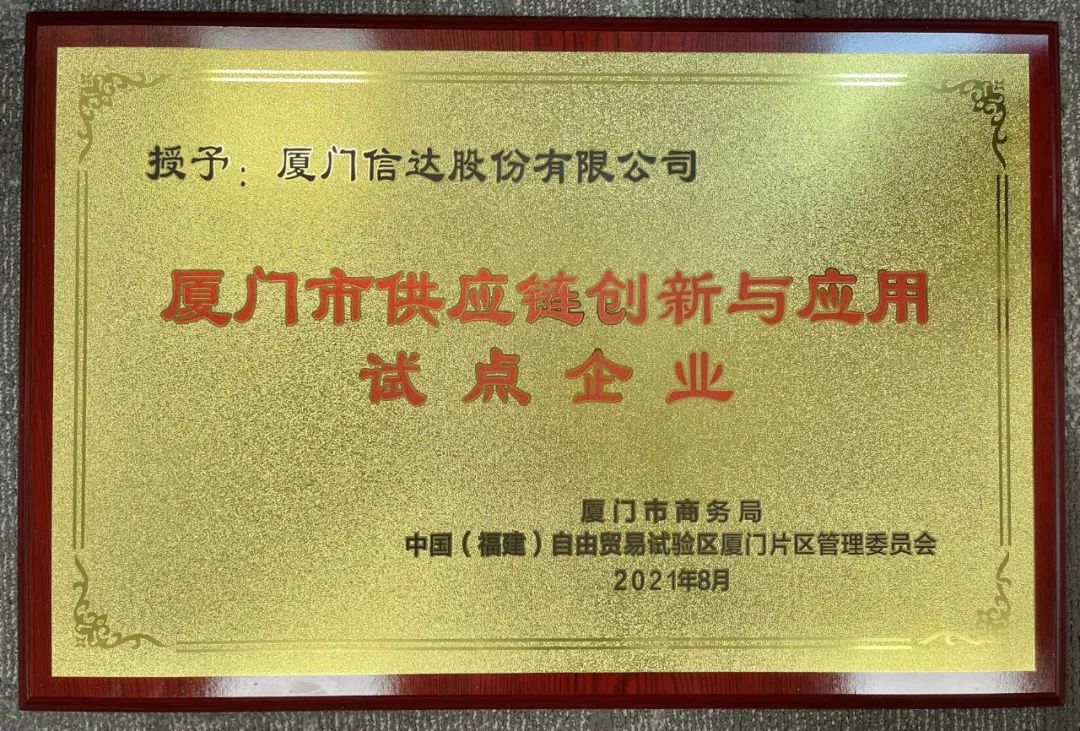 授予：厦门信达股份有限公司
厦门市供应链创新与应用
试点企业
厦门市商务局
中国（福建）自由贸易试验区厦门片区管理委员会
2021年8月